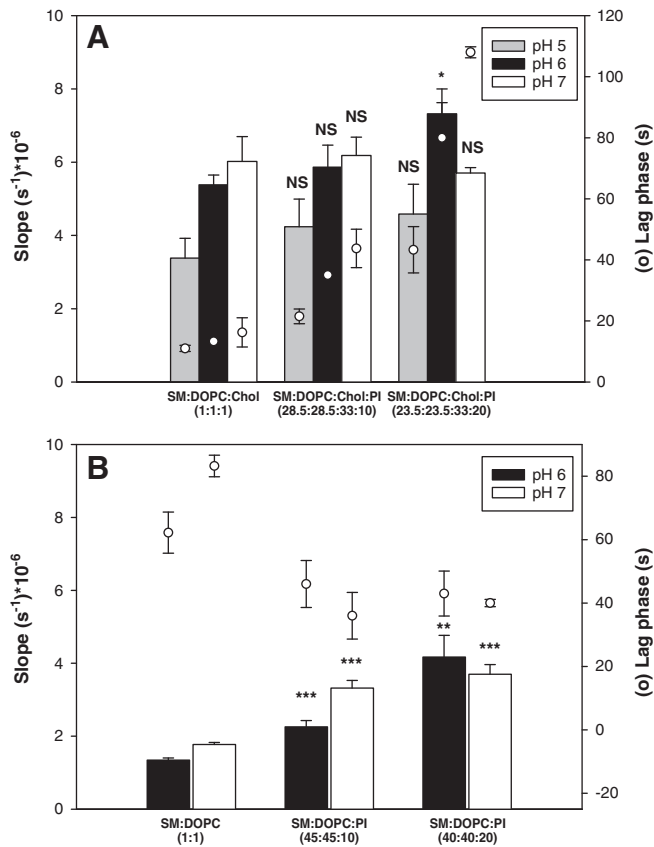 A
pH 5
pH 6
pH 7
Slope (s-1)*10-6
(o) Lag phase (s)
10
8
6
4
2
0
120
100
80
60
40
20
0
NS
NS
NS
NS
*
NS
SM:DOPC:Chol
(1:1:1)
SM:DOPC:Chol:PI
(28.5:28.5:33:10)
SM:DOPC:Chol:PI
(23.5:23.5:33:20)
B
pH 6
pH 7
Slope (s-1)*10-6
(o) Lag phase (s)
10
8
6
4
2
0
80
60
40
20
0
-20
***
***
**
***
SM:DOPC
(1:1)
SM:DOPC:PI
(45:45:10)
SM:DOPC:PI
(40:40:20)